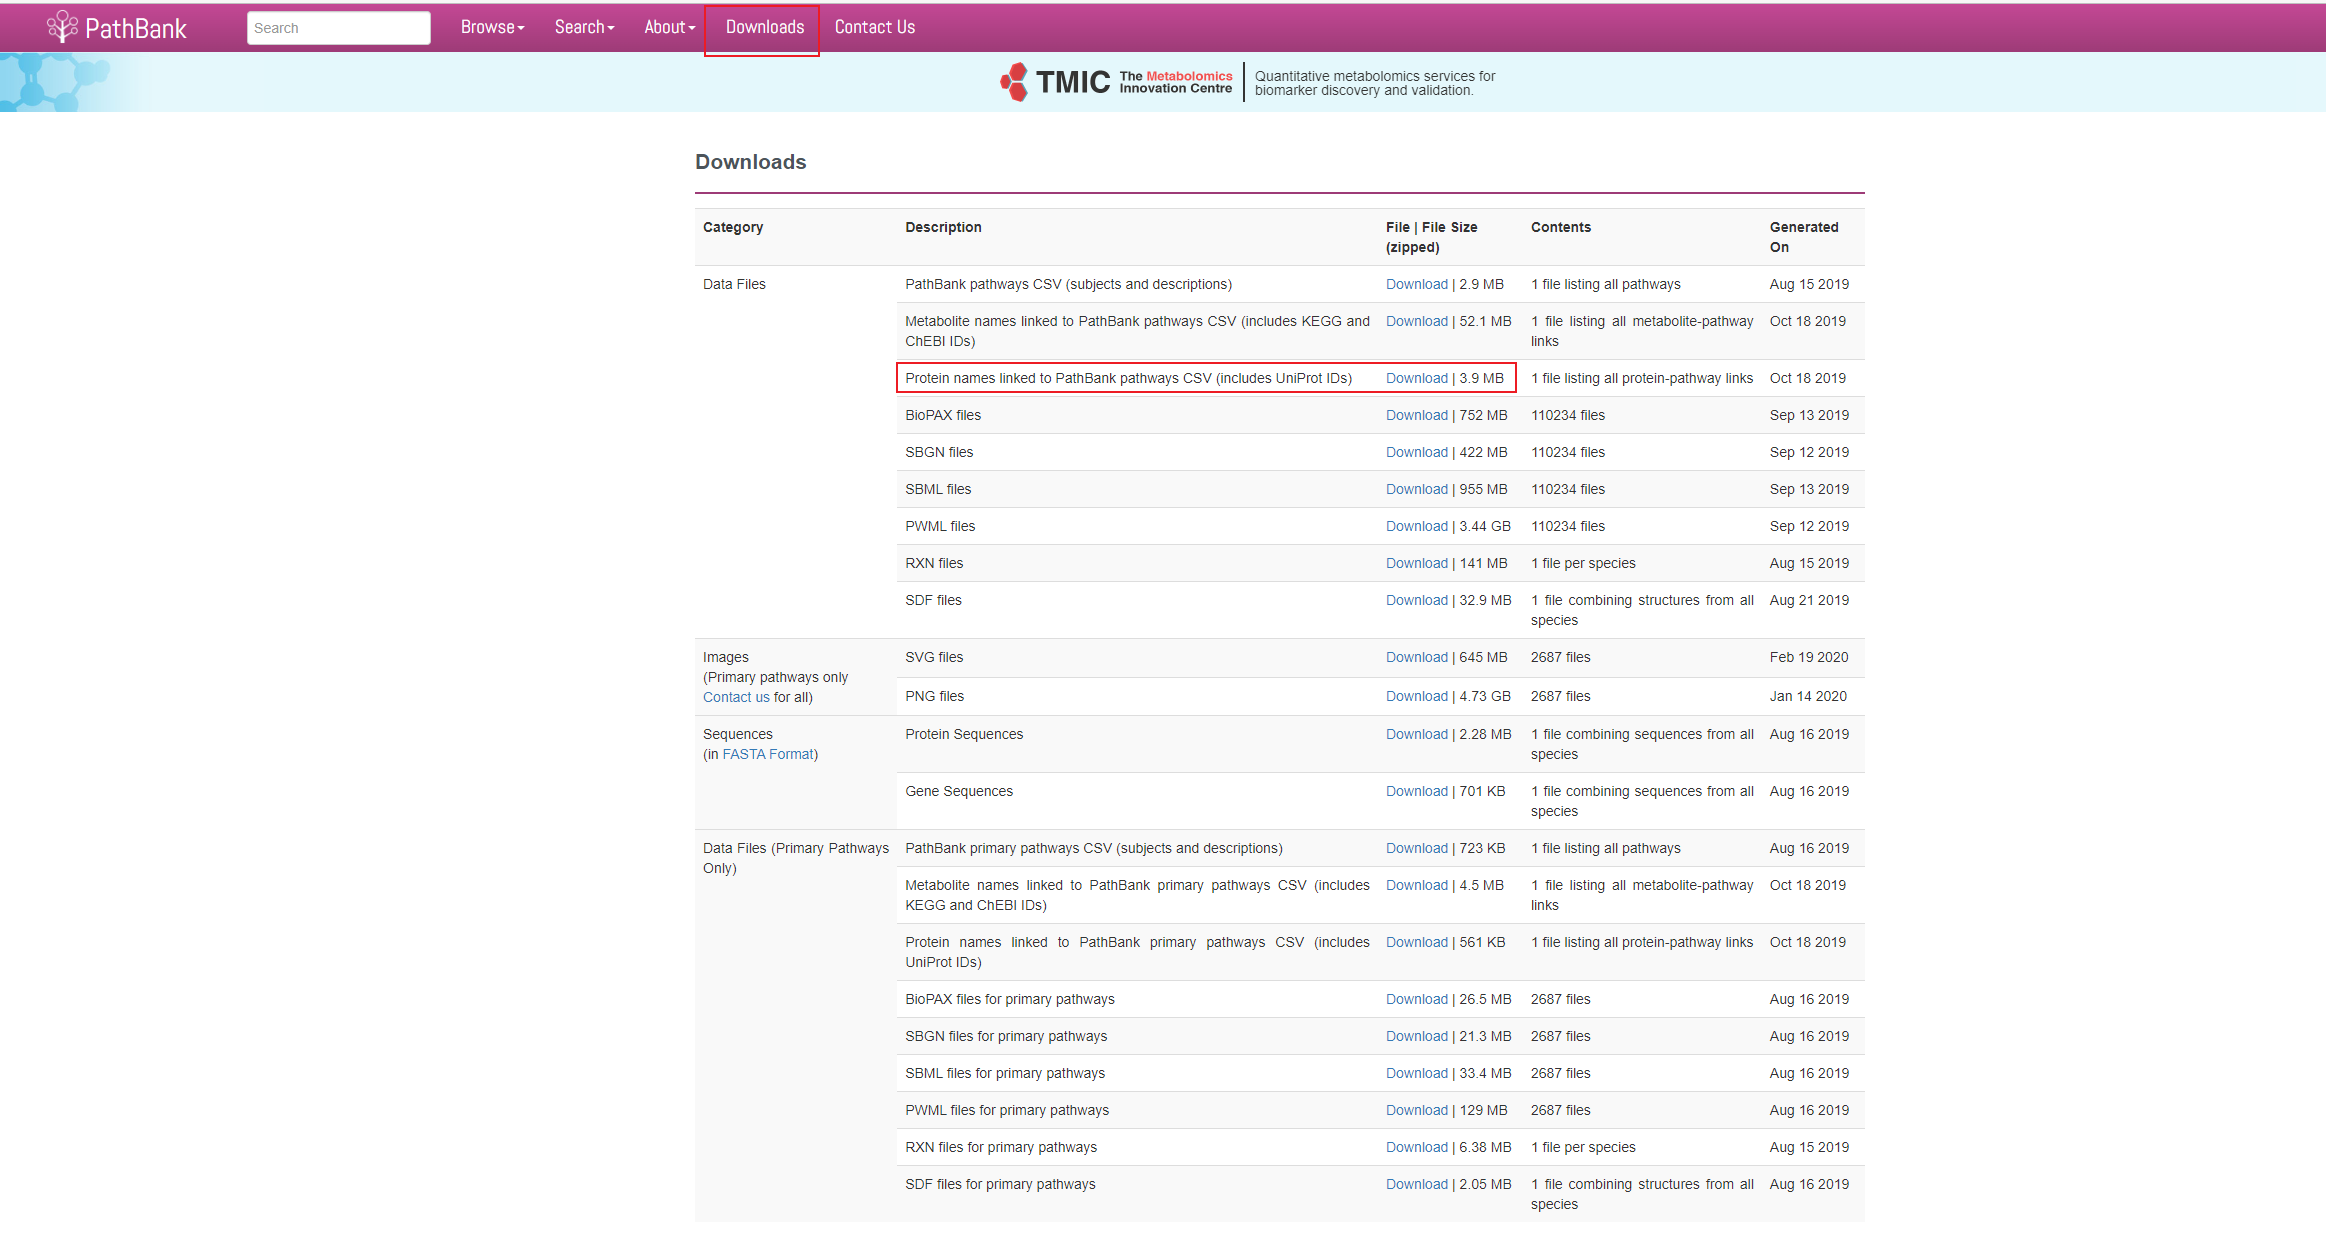 PathBank Search Browse Search About Downloads Contact Us
TMIC The Metabolomics Innovation Centre Quantitative metabolomics services for biomarker discovery and validation.
Downloads
Category Description File | File Size (zipped) Contents Generated On
Data Files PathBank pathways CSV (subjects and descriptions) Download | 2.9 MB 1 file listing all pathways Aug 15 2019
Metabolite names linked to PathBank pathways CSV (includes KEGG and ChEBI IDs) Download | 52.1 MB 1 file listing all metabolite-pathway links Oct 18 2019
Protein names linked to PathBank pathways CSV (includes UniProt IDs) Download | 3.9 MB 1 file listing all protein-pathway links Oct 18 2019
BioPAX files Download | 752 MB 110234 files Sep 13 2019
SBGN files Download | 422 MB 110234 files Sep 12 2019
SBML files Download | 955 MB 110234 files Sep 13 2019
PWML files Download | 3.44 GB 110234 files Sep 12 2019
RXN files Download | 141 MB 1 file per species Aug 15 2019
SDF files Download | 32.9 MB 1 file combining structures from all species Aug 21 2019
Images (Primary pathways only Contact us for all) SVG files Download | 645 MB 2687 files Feb 19 2020
PNG files Download | 4.73 GB 2687 files Jan 14 2020
Sequences (in FASTA Format) Protein Sequences Download | 2.28 MB 1 file combining sequences from all species Aug 16 2019
Gene Sequences Download | 701 KB 1 file combining sequences from all species Aug 16 2019
Data Files (Primary Pathways Only) PathBank primary pathways CSV (subjects and descriptions) Download | 723 KB 1 file listing all pathways Aug 16 2019
Metabolite names linked to PathBank primary pathways CSV (includes KEGG and ChEBI IDs) Download | 4.5 MB 1 file listing all metabolite-pathway links Oct 18 2019
Protein names linked to PathBank primary pathways CSV (includes UniProt IDs) Download | 561 KB 1 file listing all protein-pathway links Oct 18 2019
BioPAX files for primary pathways Download | 26.5 MB 2687 files Aug 16 2019
SBGN files for primary pathways Download | 21.3 MB 2687 files Aug 16 2019
SBML files for primary pathways Download | 33.4 MB 2687 files Aug 16 2019
PWML files for primary pathways Download | 129 MB 2687 files Aug 16 2019
RXN files for primary pathways Download | 6.38 MB 1 file per species Aug 15 2019
SDF files for primary pathways Download | 2.05 MB 1 file combining structures from all species Aug 16 2019